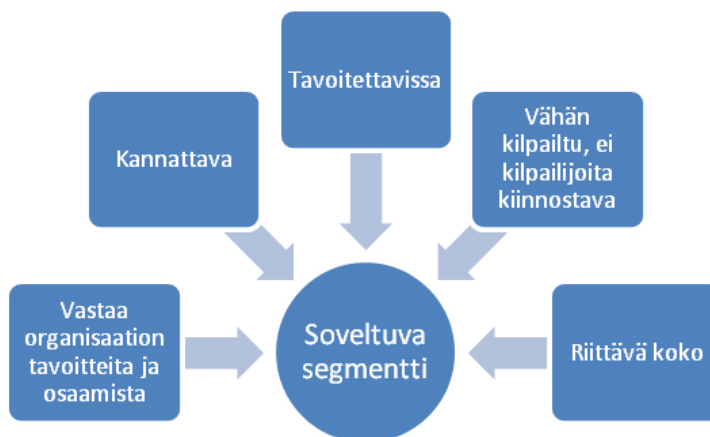 Tavoitettavissa
Kannattava
Vähän
kilpailtu, ei
kilpailijoita
kiinnostava
Vastaa
organisaation
tavoitteita ja
osaamista
Soveltuva
segmentti
Riittävä koko